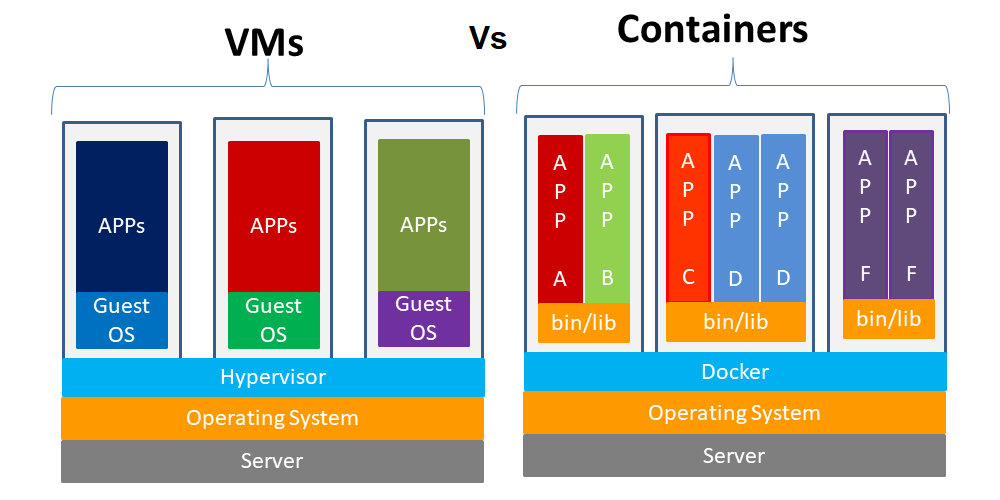 VMs
Vs
Containers
APPs
Guest
OS
APPs
Guest
OS
APPs
Guest
OS
Hypervisor
Operating System
Server
A
P
P
A
A
P
P
B
bin/lib
A
P
P
C
A
P
P
D
A
P
P
D
bin/lib
A
P
P
F
A
P
P
F
bin/lib
Docker
Operating System
Server